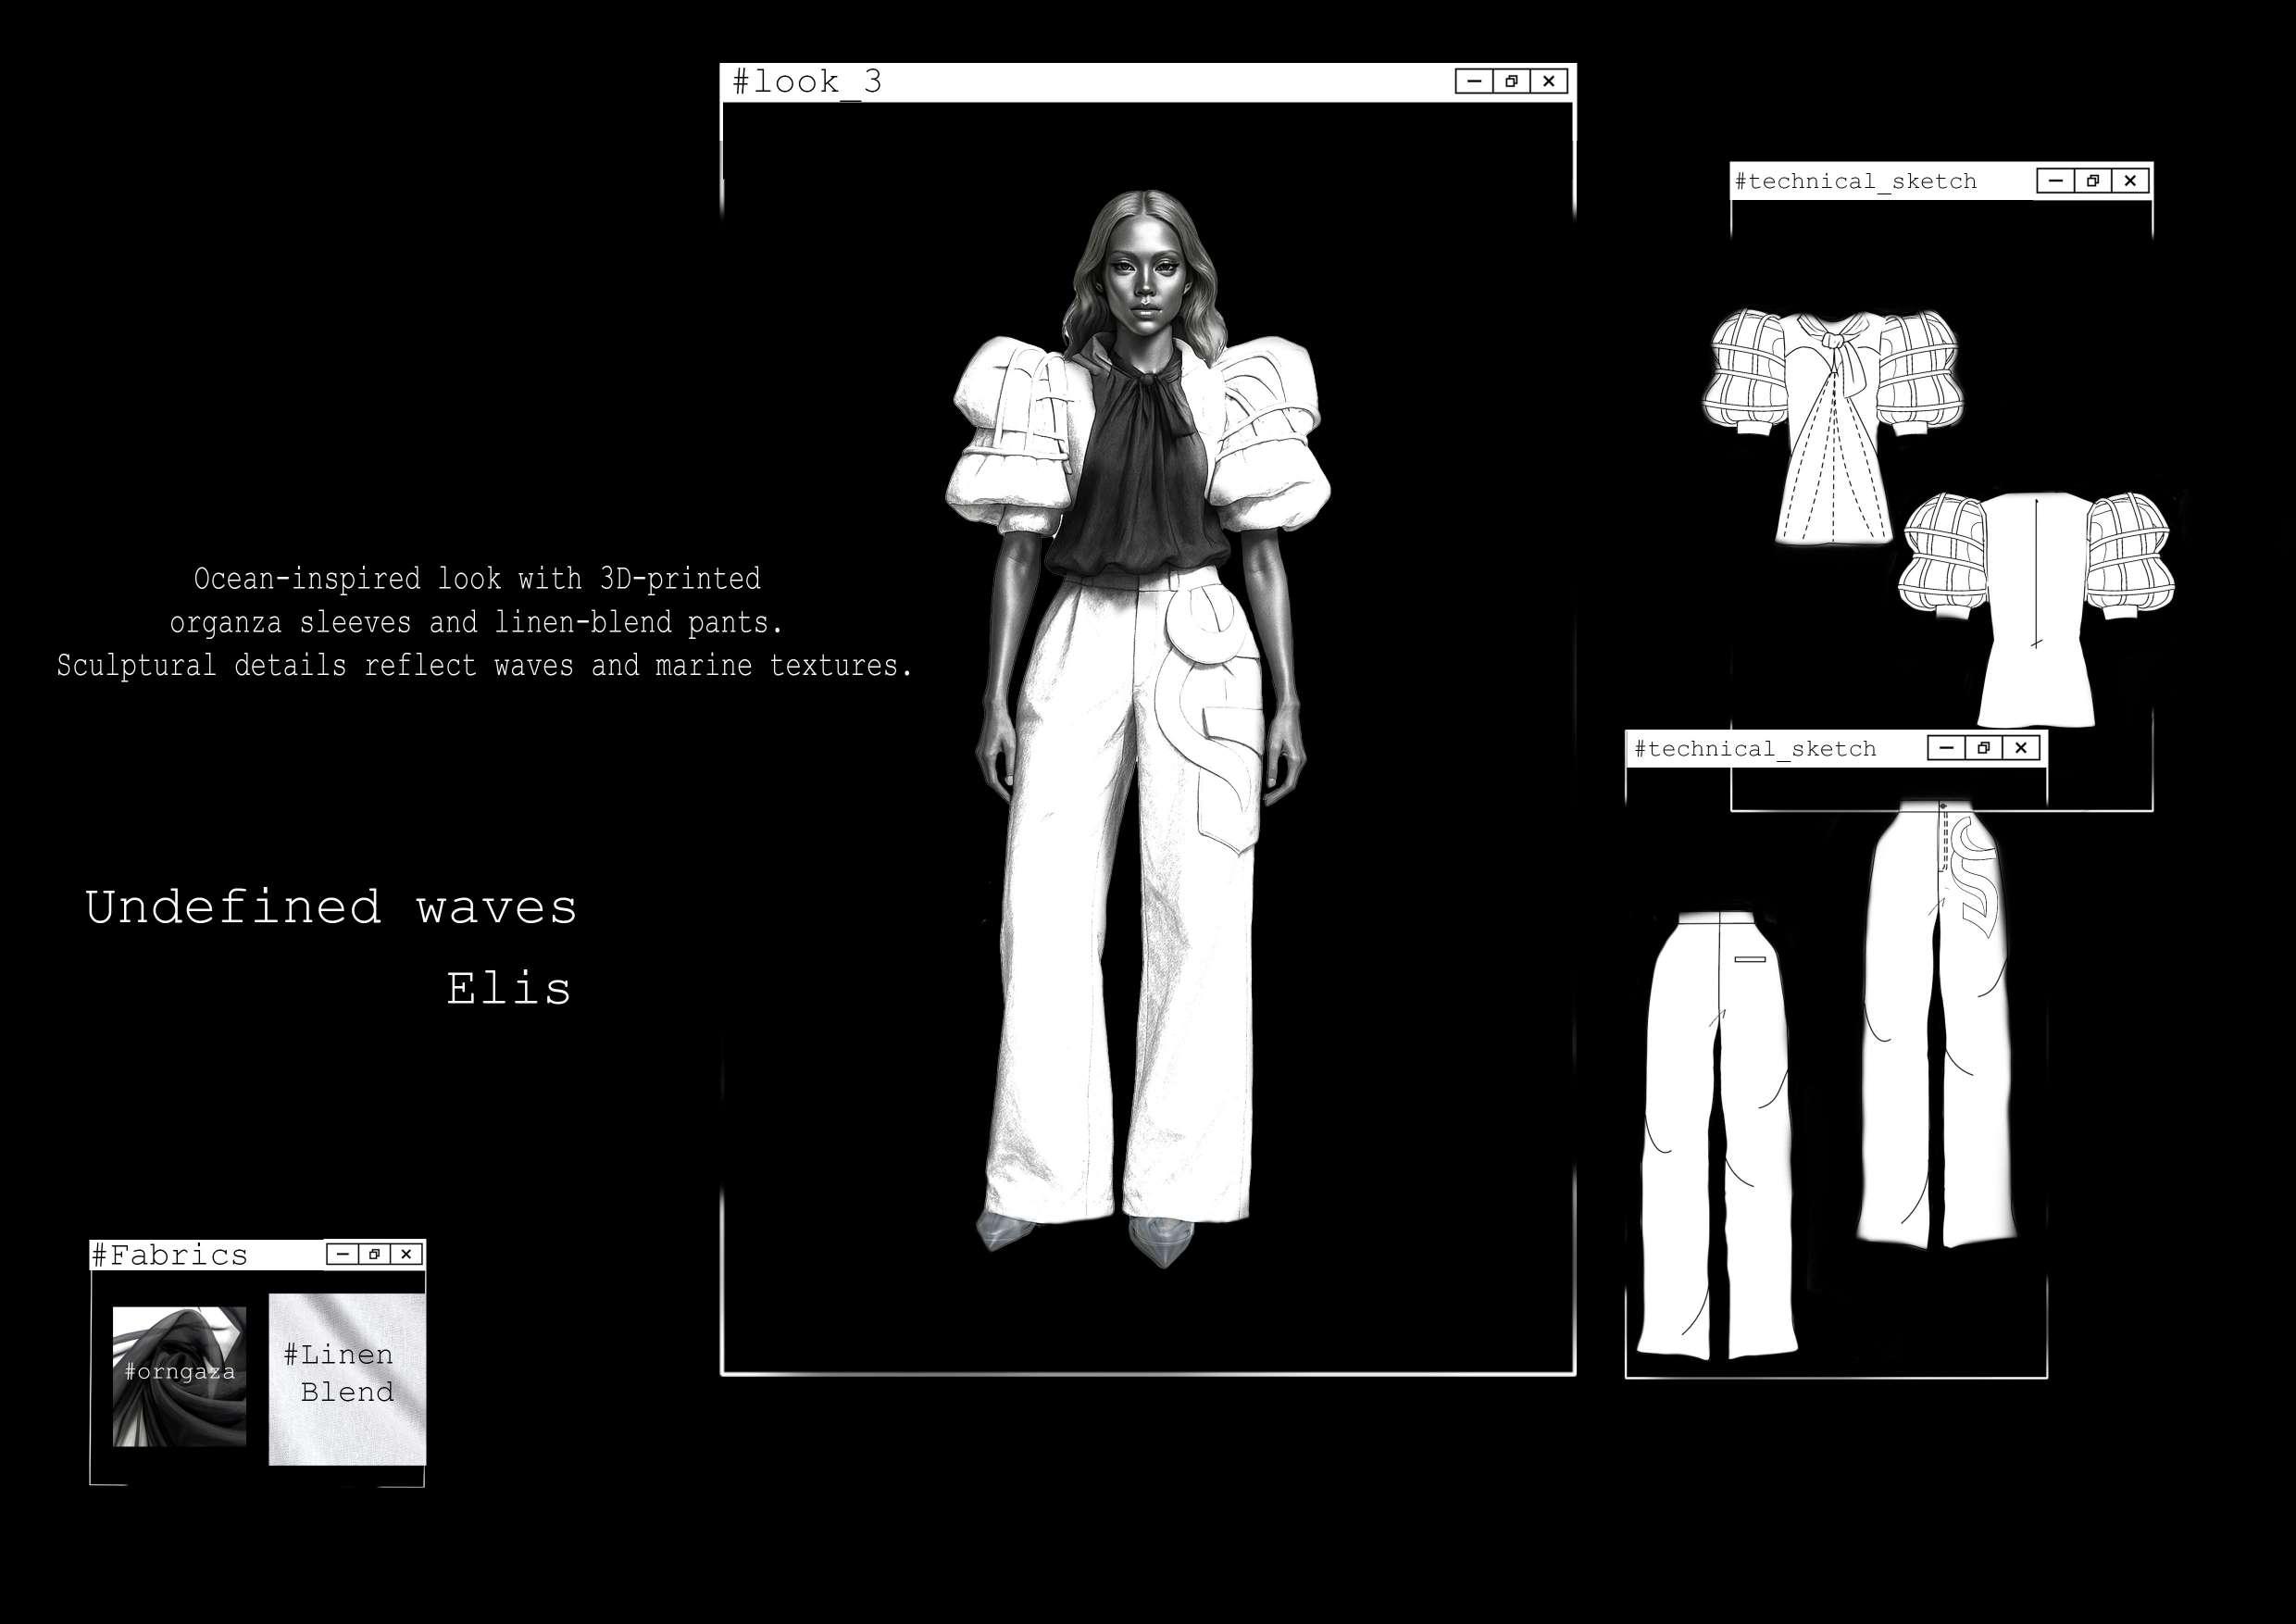 #look_3
#technical_sketch
Ocean-inspired look with 3D-printed
organza sleeves and linen-blend pants.
Sculptural details reflect waves and marine textures.
#technical_sketch
Undefined waves
Elis
#Fabrics
#orngaza
#Linen
Blend